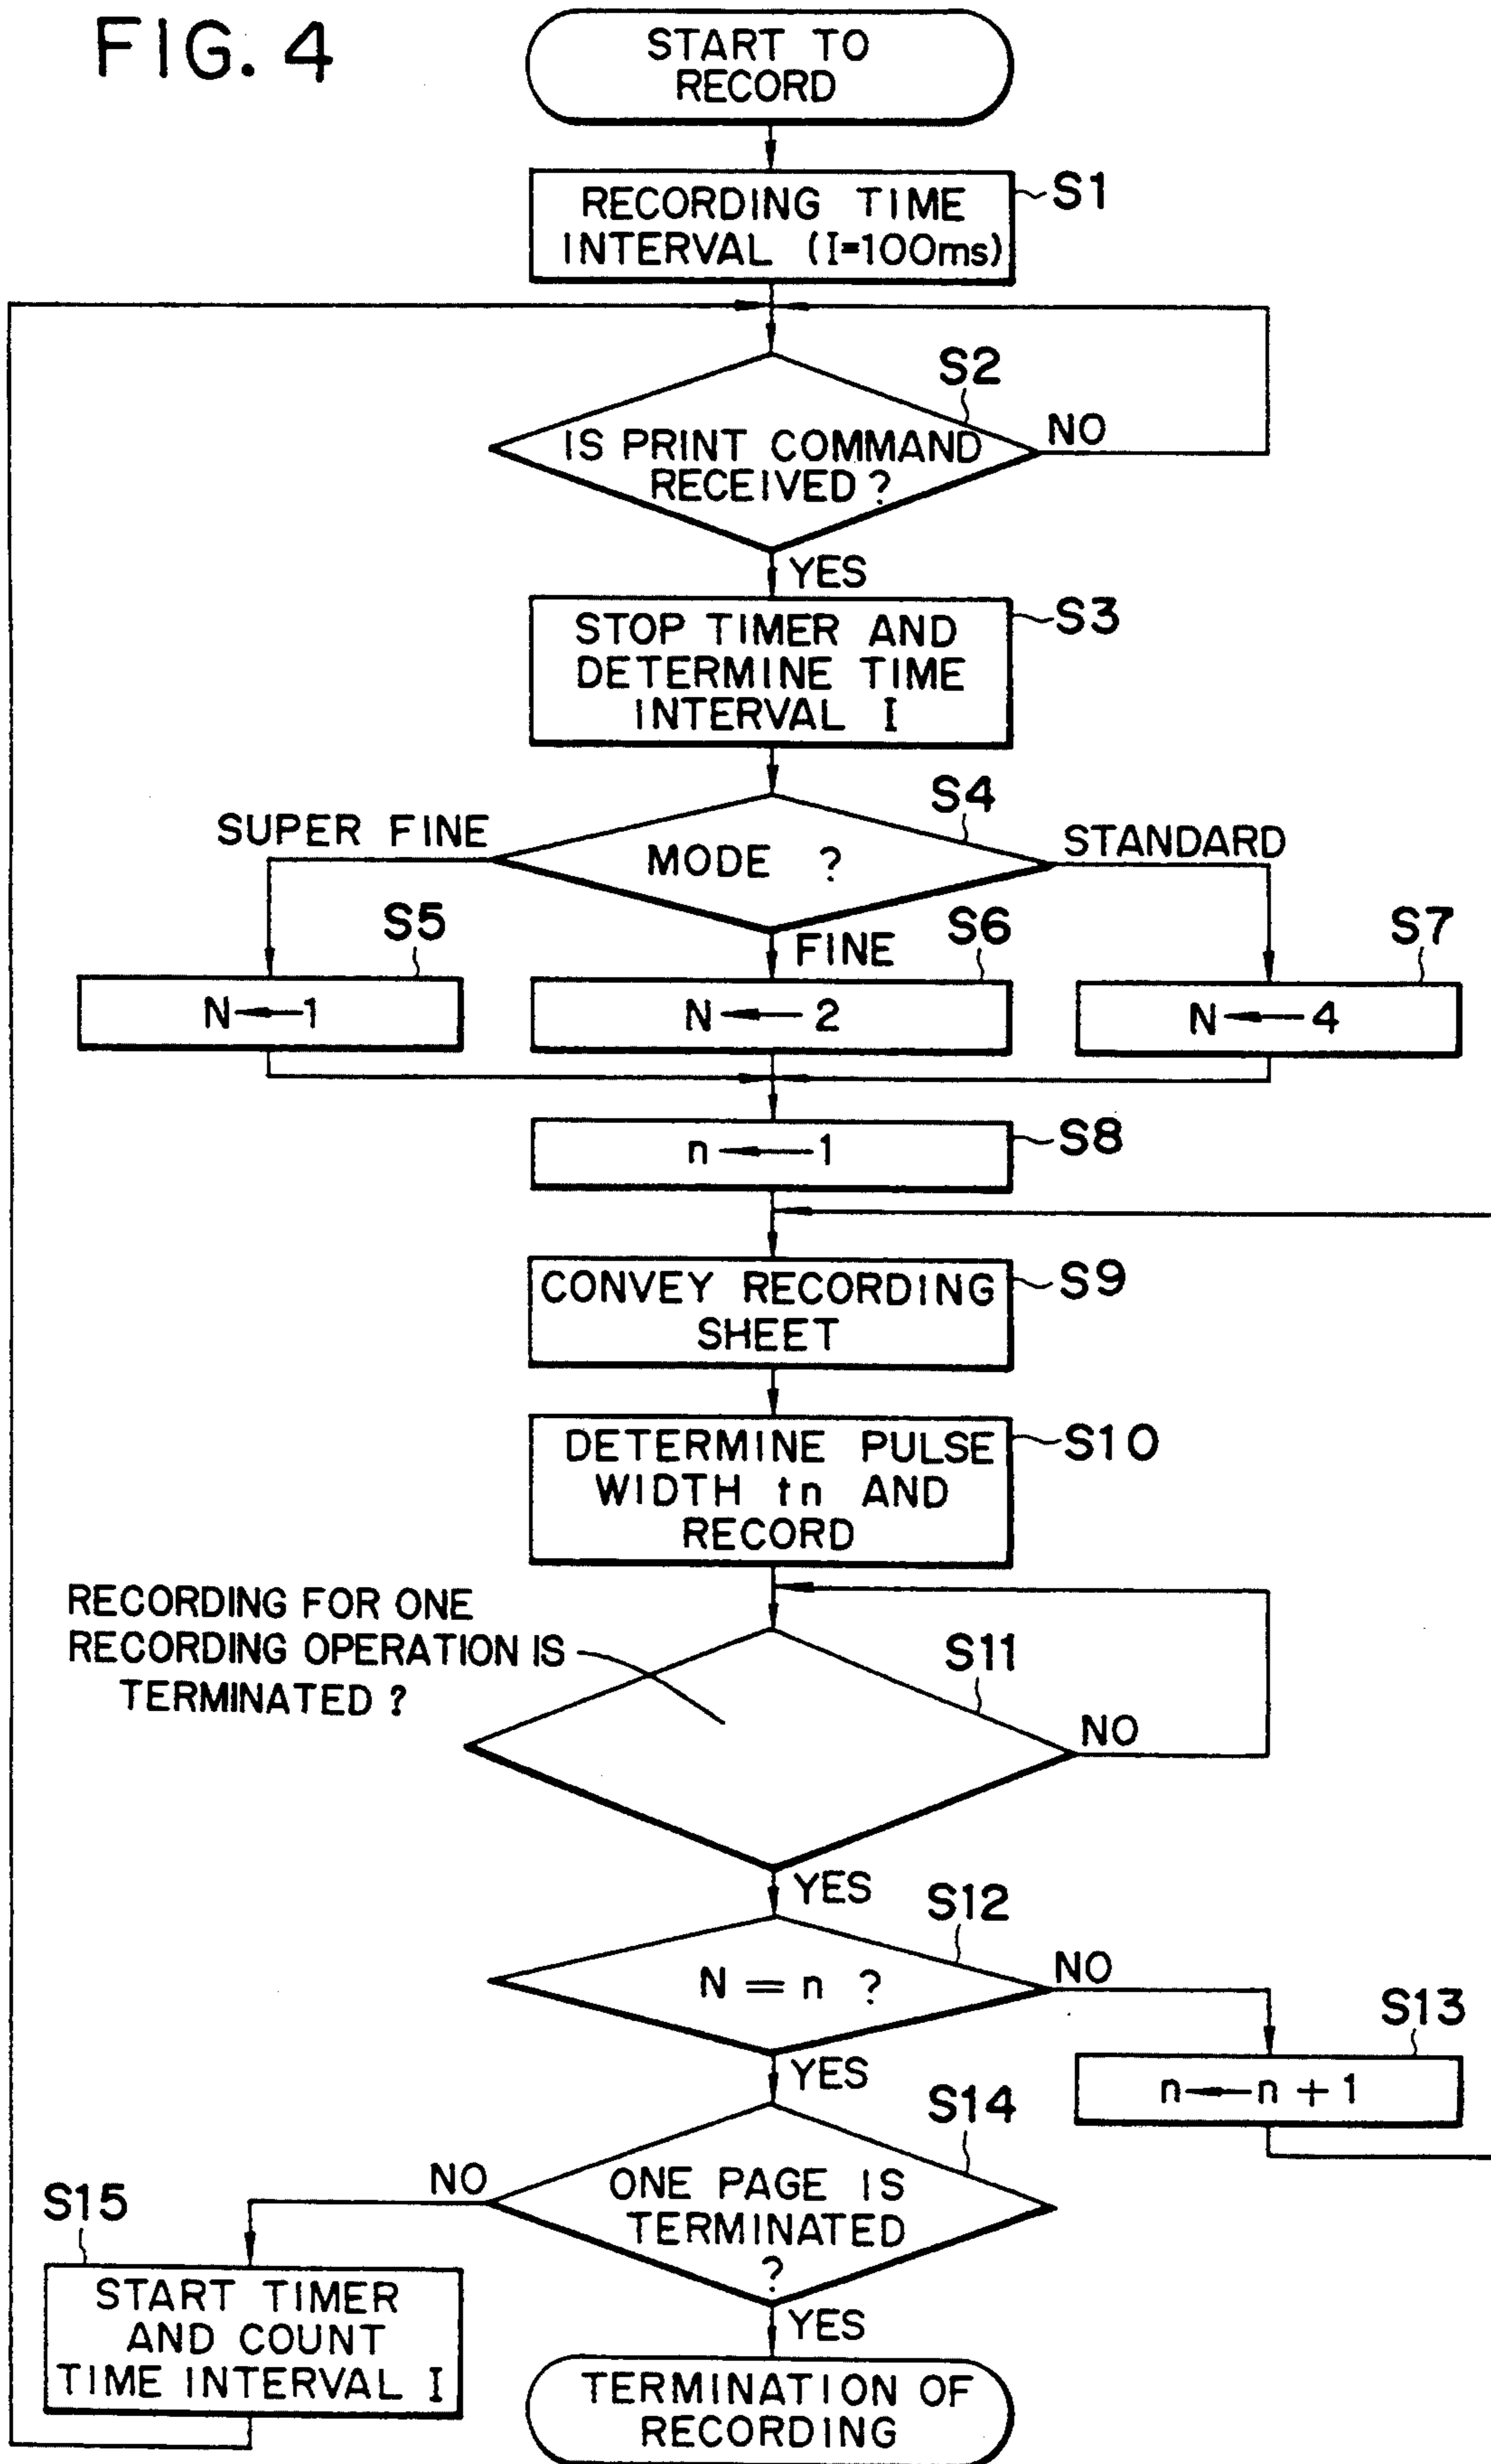 FIG. 4
START TO
RECORD
RECORDING TIME
INTERVAL (I=100ms)
S1
S2
IS PRINT COMMAND
RECEIVED?
NO
YES
STOP TIMER AND
DETERMINE TIME
INTERVAL I
S3
S4
SUPER FINE
MODE ?
STANDARD
FINE
S5
S6
S7
N←1
N←2
N←4
n←1
S8
CONVEY RECORDING
SHEET
S9
DETERMINE PULSE
WIDTH tn AND
RECORD
S10
RECORDING FOR ONE
RECORDING OPERATION IS
TERMINATED ?
S11
NO
YES
S12
N = n ?
NO
S13
n←n + 1
YES
S14
ONE PAGE IS
TERMINATED
?
NO
S15
START TIMER
AND COUNT
TIME INTERVAL I
YES
TERMINATION OF
RECORDING